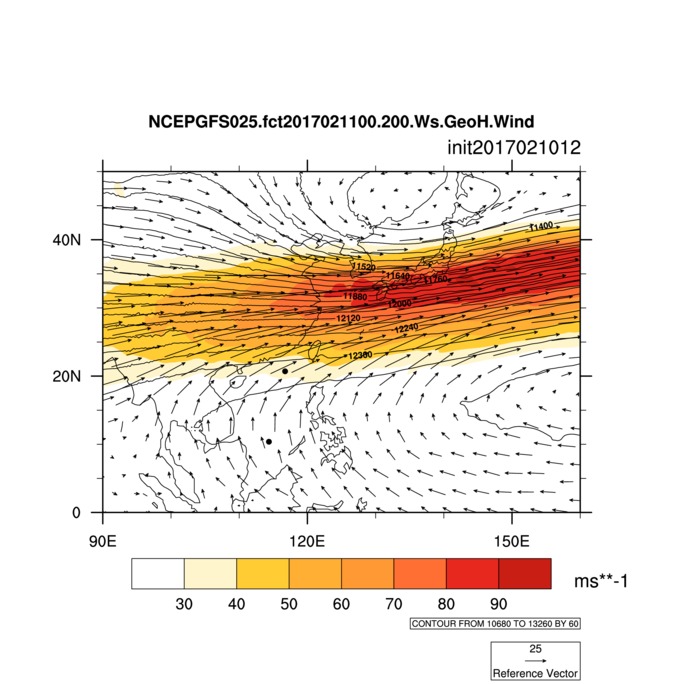 NCEPGFS025.fct2017021100.200.Ws.GeoH.Wind
init2017021012
40N
20N
0
11400
11520
11640
11760
11880
12000
12120
12240
12360
90E 120E 150E
30 40 50 60 70 80 90
ms**-1
CONTOUR FROM 10680 TO 13260 BY 60
25
Reference Vector